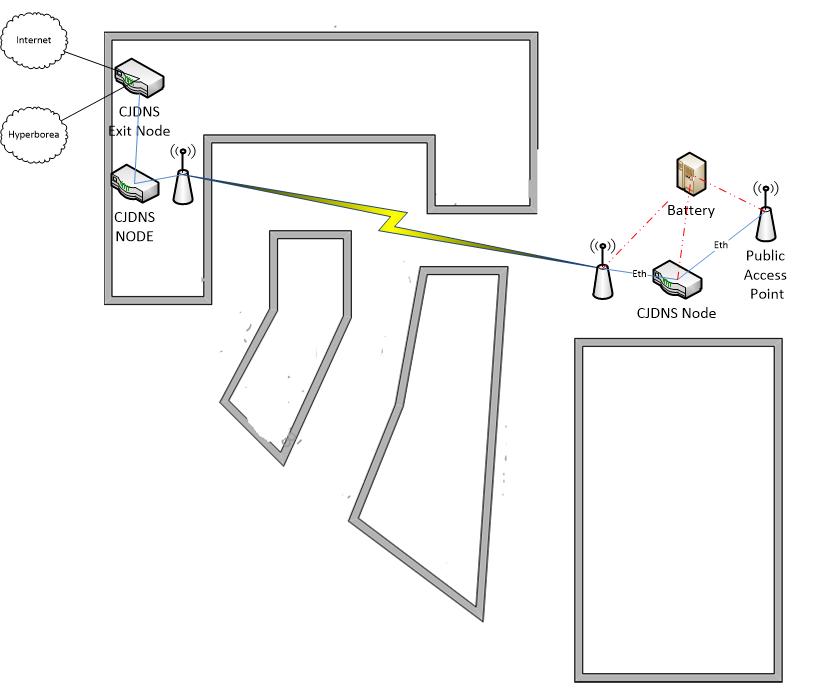 Internet
CJDNS
Exit Node
Hyperborea
CJDNS
NODE
Battery
Eth
Public
Access
Point
Eth
CJDNS Node